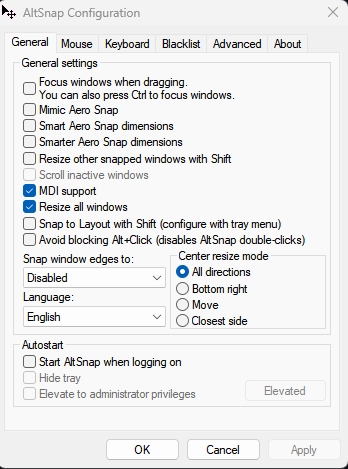 AltSnap Configuration
General Mouse Keyboard Blacklist Advanced About
General settings
Focus windows when dragging.
You can also press Ctrl to focus windows.
Mimic Aero Snap
Smart Aero Snap dimensions
Smarter Aero Snap dimensions
Resize other snapped windows with Shift
Scroll inactive windows
MDI support
Resize all windows
Snap to Layout with Shift (configure with tray menu)
Avoid blocking Alt+Click (disables AltSnap double-clicks)
Snap window edges to:
Disabled
Language:
English
Center resize mode
All directions
Bottom right
Move
Closest side
Autostart
Start AltSnap when logging on
Hide tray
Elevate to administrator privileges
Elevated
OK Cancel Apply